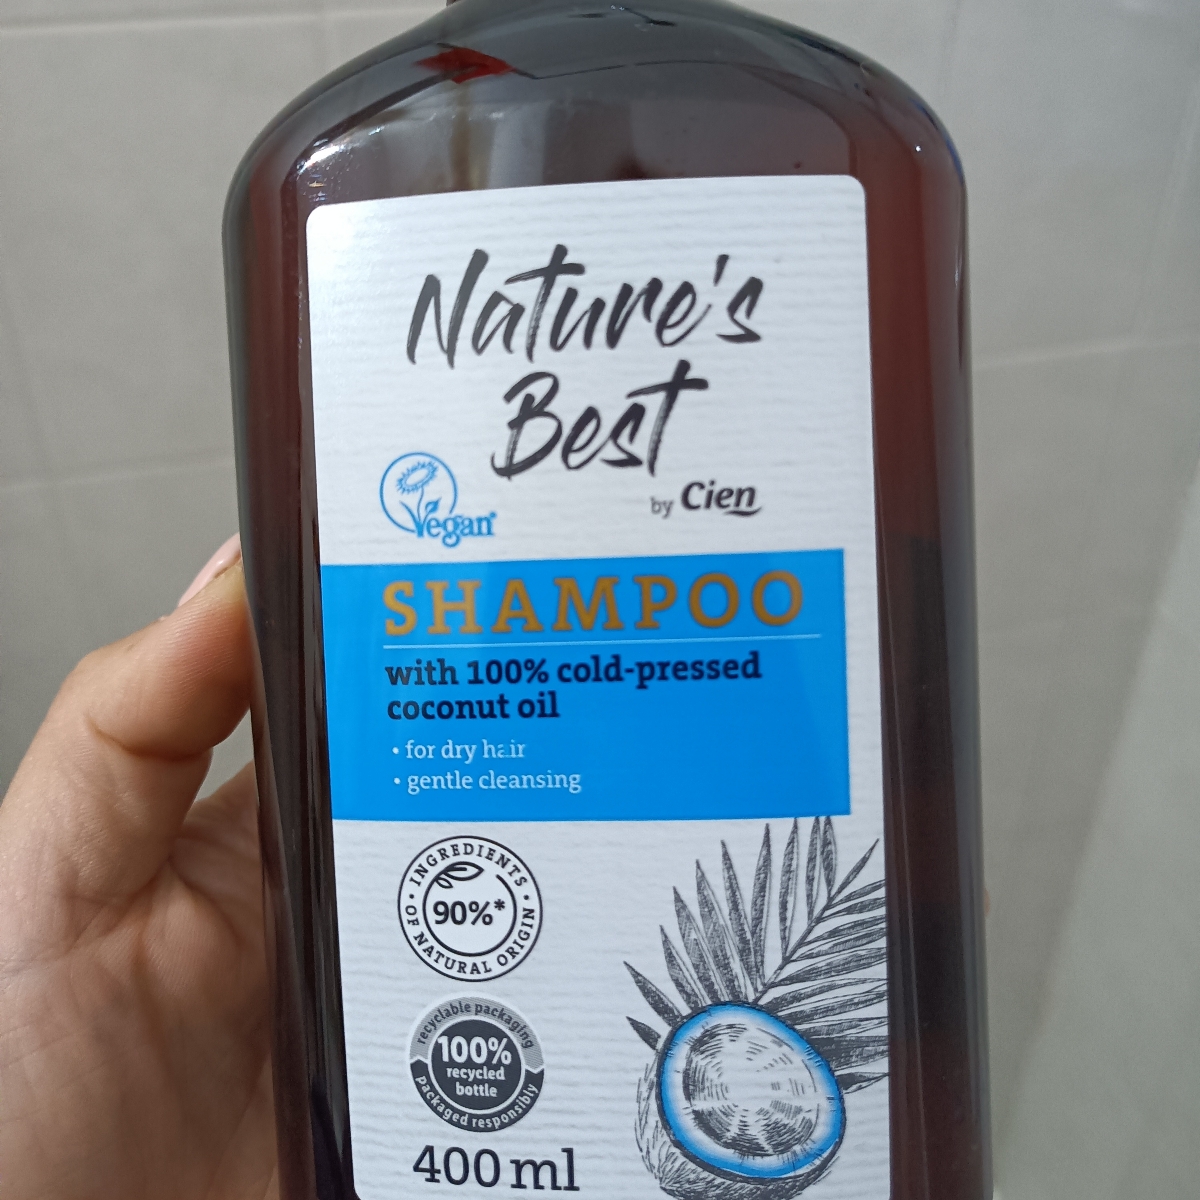 Nature's
Best
by Cien
Vegan
SHAMPOO
with 100% cold-pressed
coconut oil
• for dry hair
• gentle cleansing
• INGREDIENTS •
90%*
OF NATURAL ORIGIN
recyclable packaging
100%
recycled
bottle
packaged responsibly
400 ml